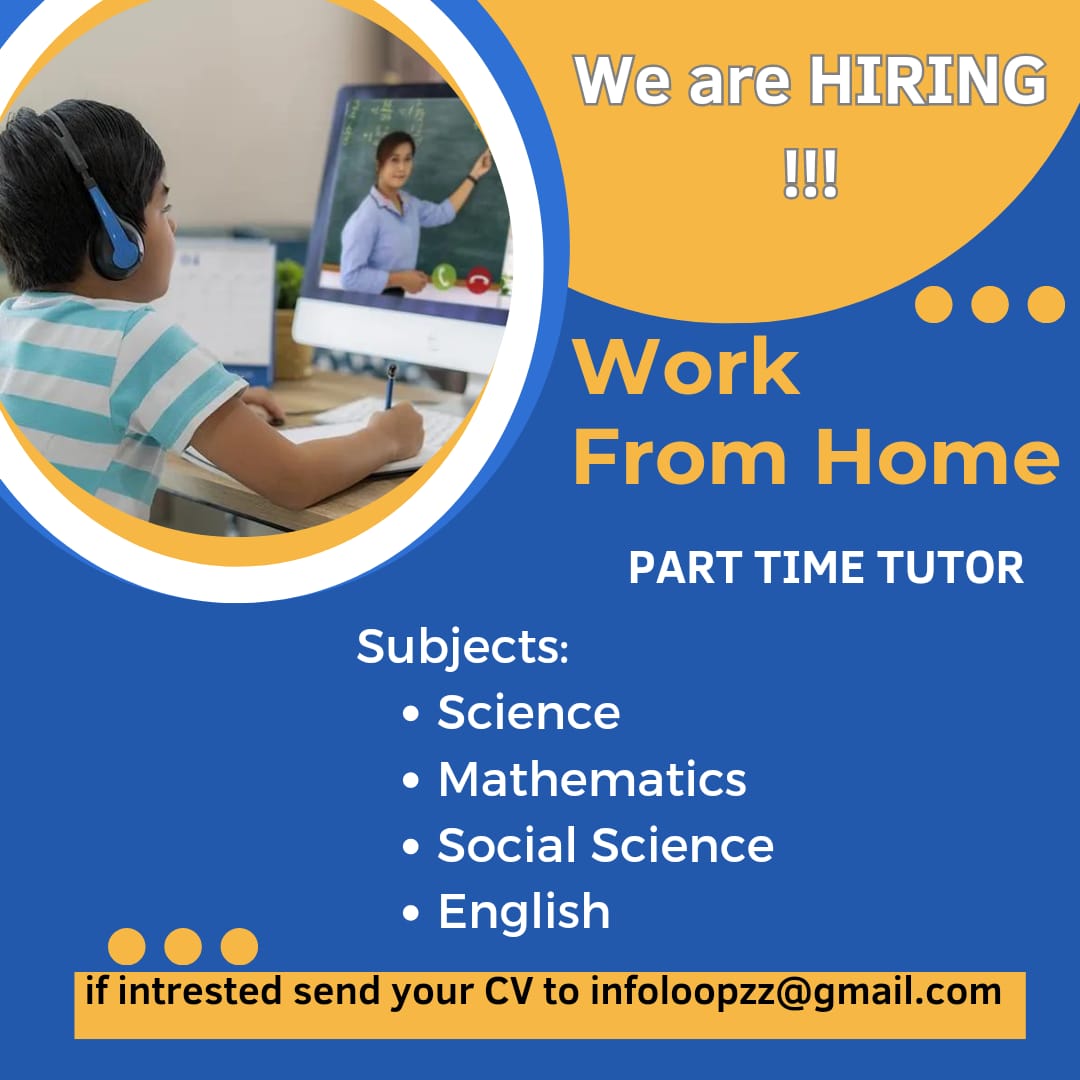 We are HIRING
!!!
Work
From Home
PART TIME TUTOR
Subjects:
• Science
• Mathematics
• Social Science
• English
if intrested send your CV to infoloopzz@gmail.com